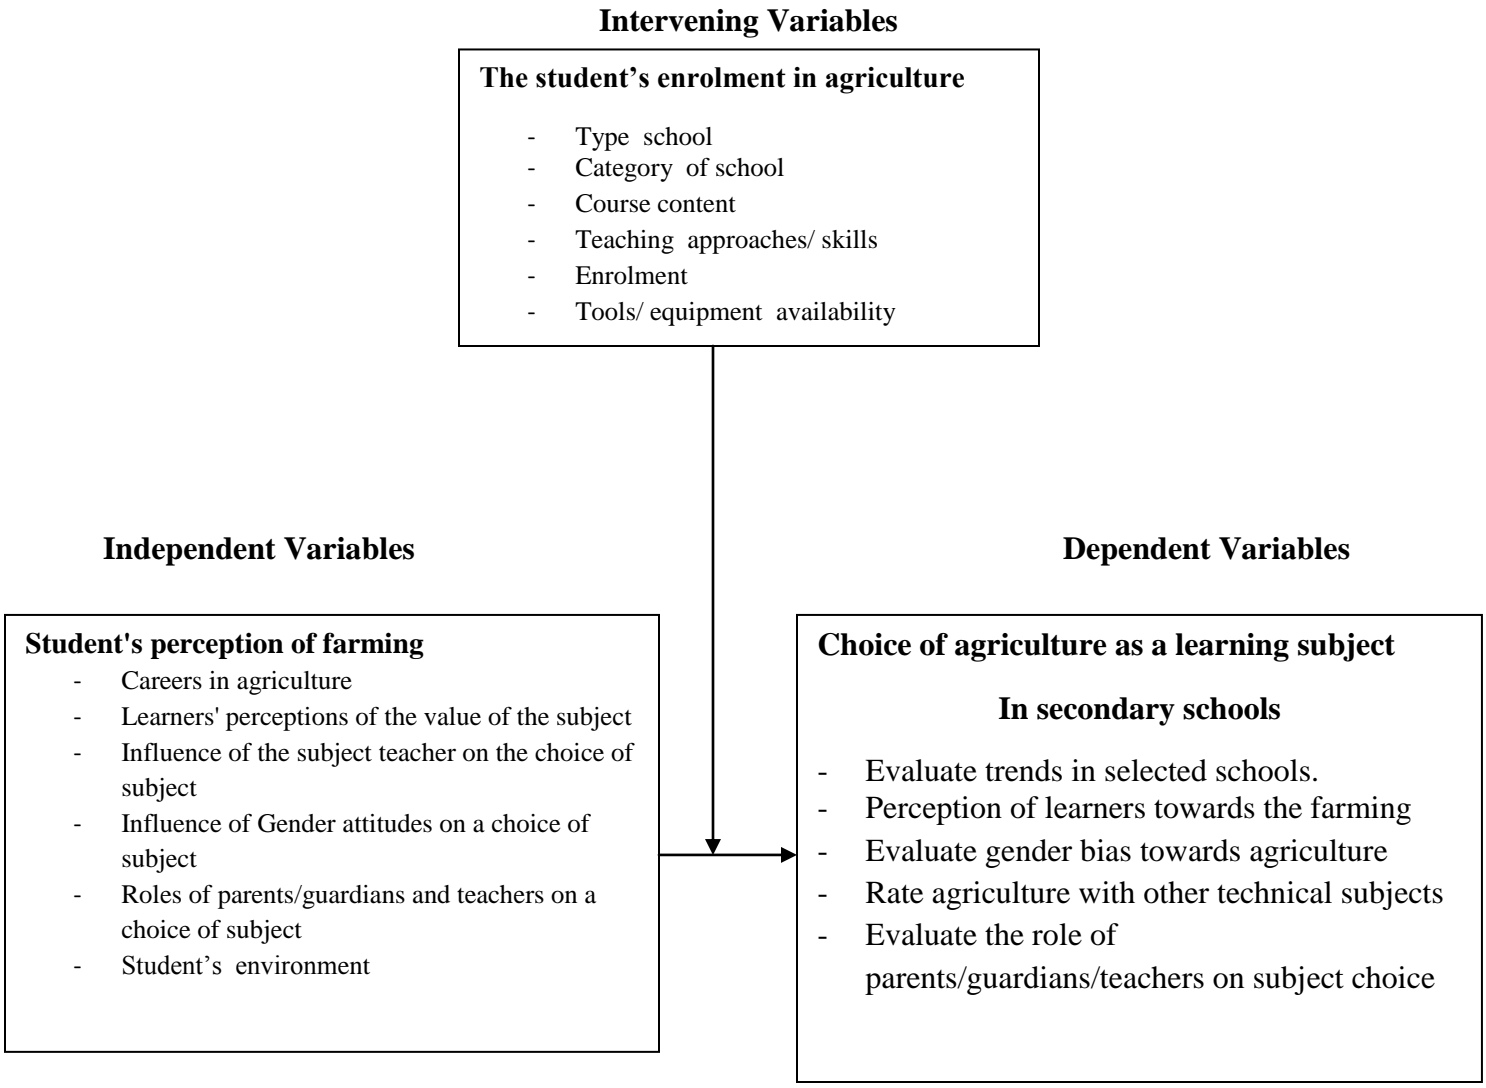 Intervening Variables
The student’s enrolment in agriculture
- Type school
- Category of school
- Course content
- Teaching approaches/ skills
- Enrolment
- Tools/ equipment availability
Independent Variables
Student's perception of farming
- Careers in agriculture
- Learners' perceptions of the value of the subject
- Influence of the subject teacher on the choice of
subject
- Influence of Gender attitudes on a choice of
subject
- Roles of parents/guardians and teachers on a
choice of subject
- Student’s environment
Dependent Variables
Choice of agriculture as a learning subject
In secondary schools
- Evaluate trends in selected schools.
- Perception of learners towards the farming
- Evaluate gender bias towards agriculture
- Rate agriculture with other technical subjects
- Evaluate the role of
parents/guardians/teachers on subject choice